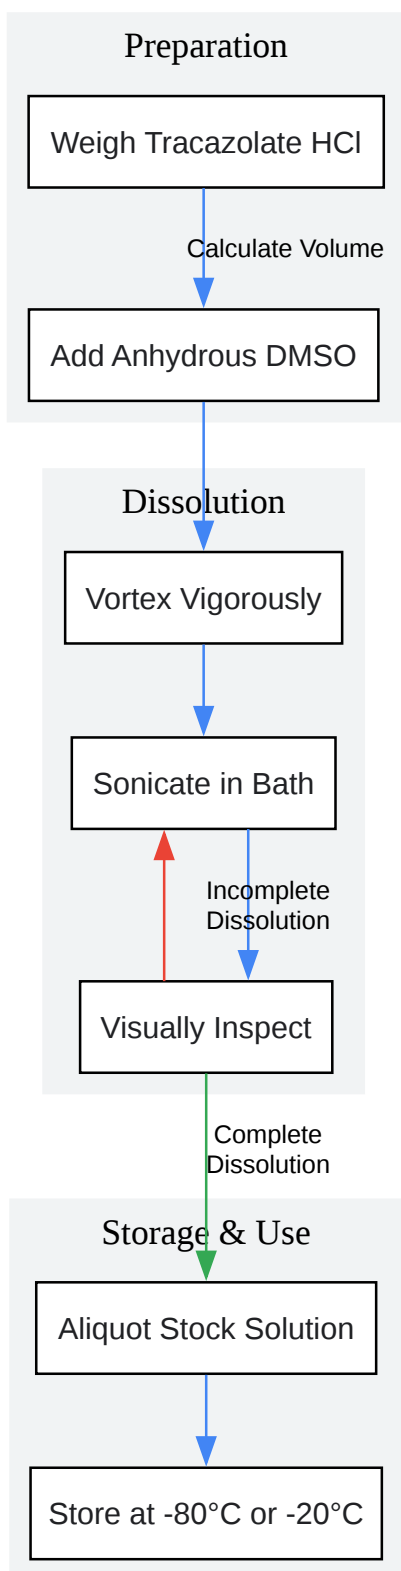 Preparation
Weigh Tracazolate HCl
Calculate Volume
Add Anhydrous DMSO
Dissolution
Vortex Vigorously
Sonicate in Bath
Incomplete
Dissolution
Visually Inspect
Complete
Dissolution
Storage & Use
Aliquot Stock Solution
Store at -80°C or -20°C